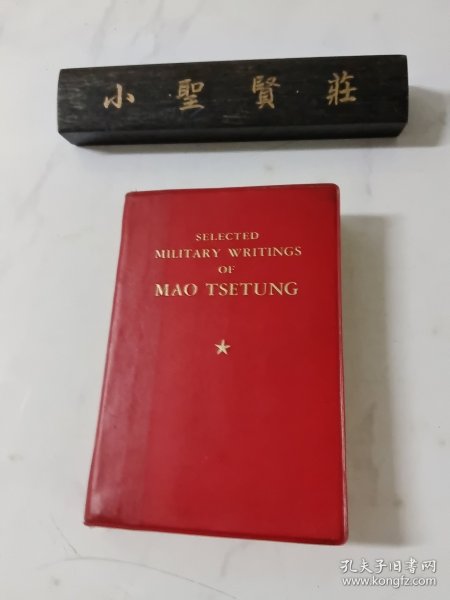 小聖賢莊
SELECTED
MILITARY WRITINGS
OF
MAO TSETUNG
孔夫子旧书网
www.kongfz.com